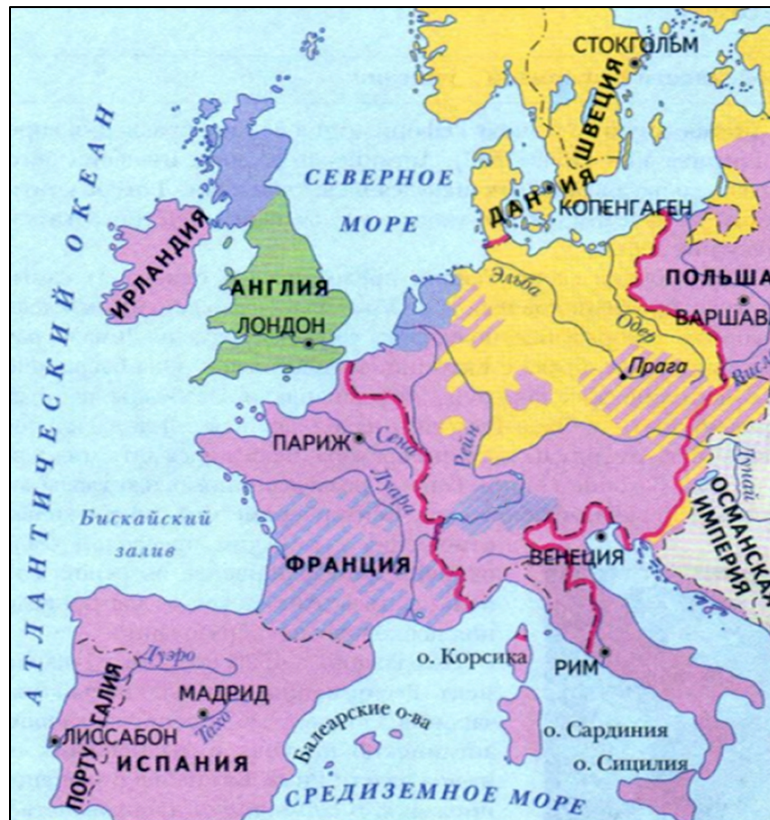 СТОКГОЛЬМ
ШВЕЦИЯ
СЕВЕРНОЕ
МОРЕ
ДАНИЯ
КОПЕНГАГЕН
АТЛАНТИЧЕСКИЙ ОКЕАН
ИРЛАНДИЯ
АНГЛИЯ
ЛОНДОН
Эльба
Одер
ПОЛЬША
ВАРШАВА
Висла
Прага
ПАРИЖ
Сена
Рейн
Луара
Дунай
Бискайский
залив
ФРАНЦИЯ
ВЕНЕЦИЯ
ОСМАНСКАЯ
ИМПЕРИЯ
Дуэро
о. Корсика
РИМ
ПОРТУГАЛИЯ
МАДРИД
Тахо
ЛИССАБОН
ИСПАНИЯ
Балеарские о-ва
о. Сардиния
о. Сицилия
СРЕДИЗЕМНОЕ МОРЕ